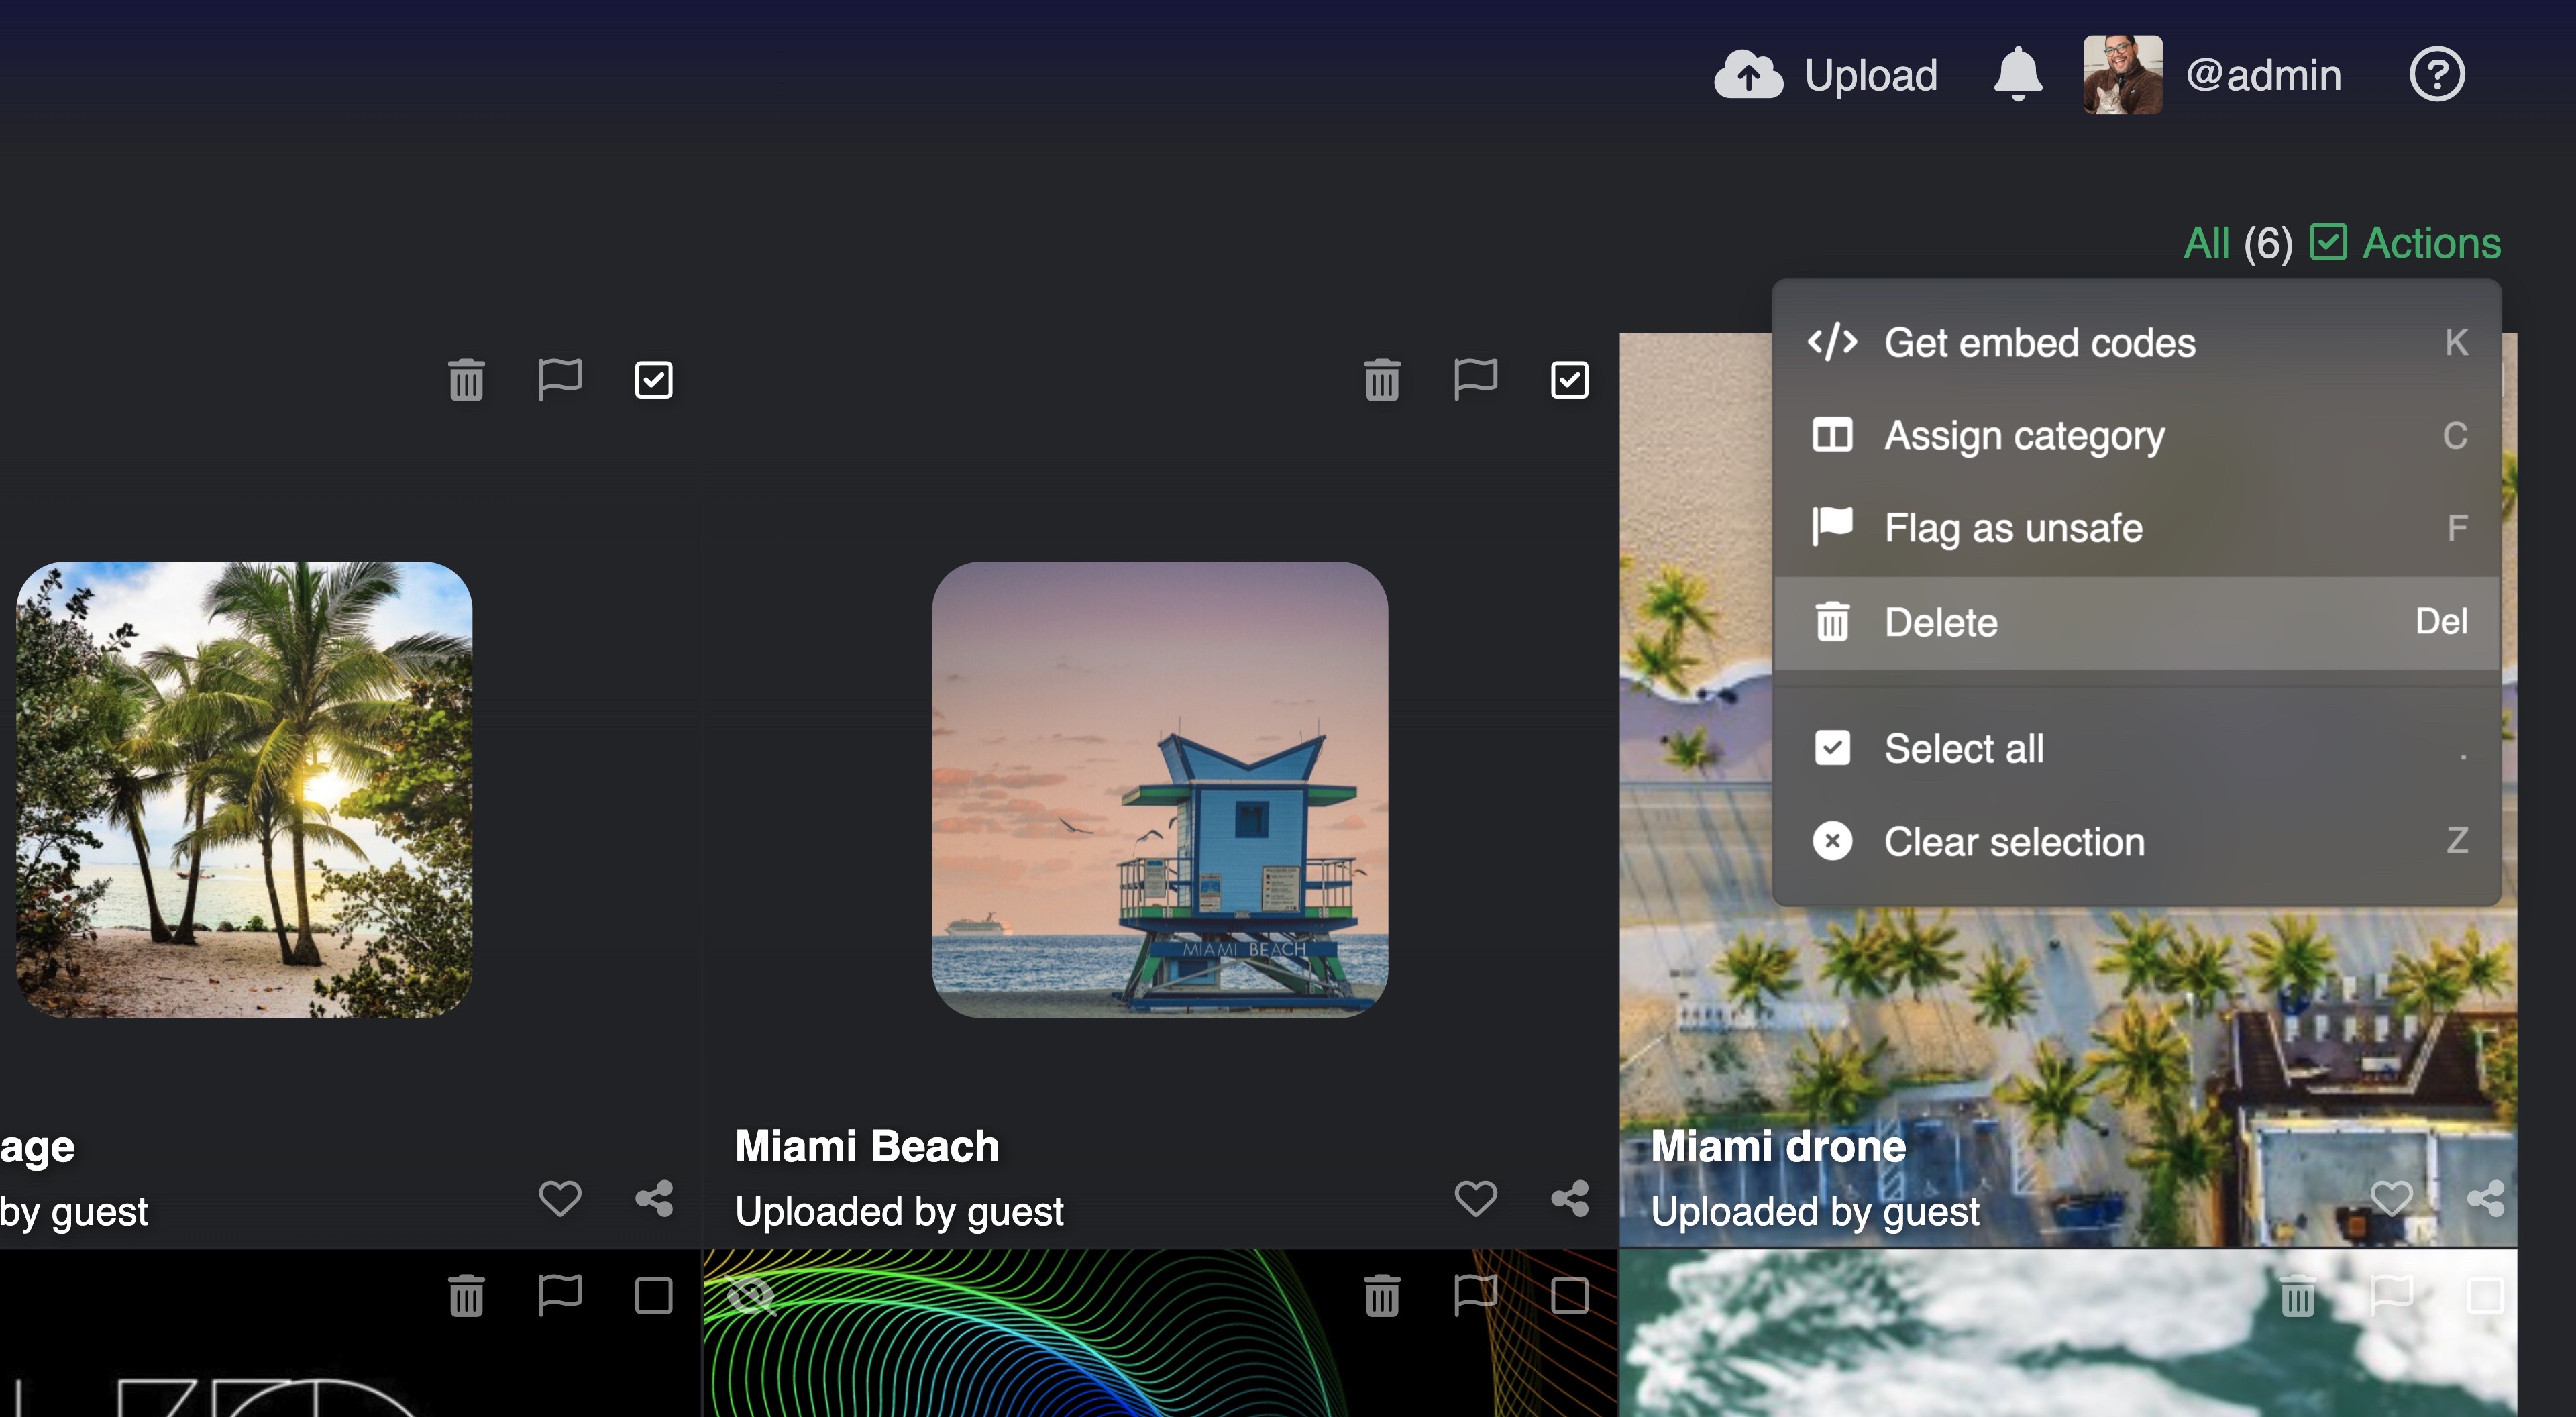 Upload @admin
All (6) Actions
Get embed codes K
Assign category C
Flag as unsafe F
Delete Del
Select all .
Clear selection Z
MIAMI BEACH
age
by guest
Miami Beach
Uploaded by guest
Miami drone
Uploaded by guest